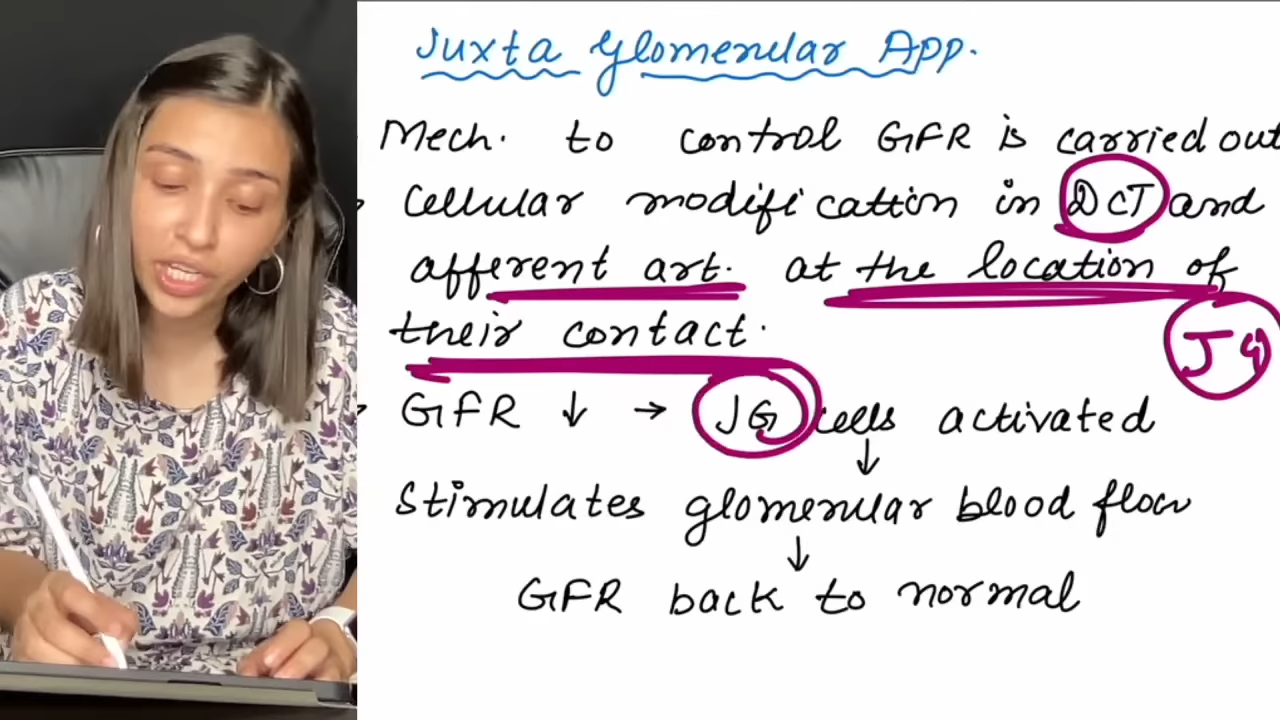 Juxta Glomerular App.
Mech. to control GFR is carried out
Cellular modification in DCT and
afferent art. at the location of
their contact.
JG
GFR ↓ → JG cells activated
↓
Stimulates glomerular blood flow
↓
GFR back to normal